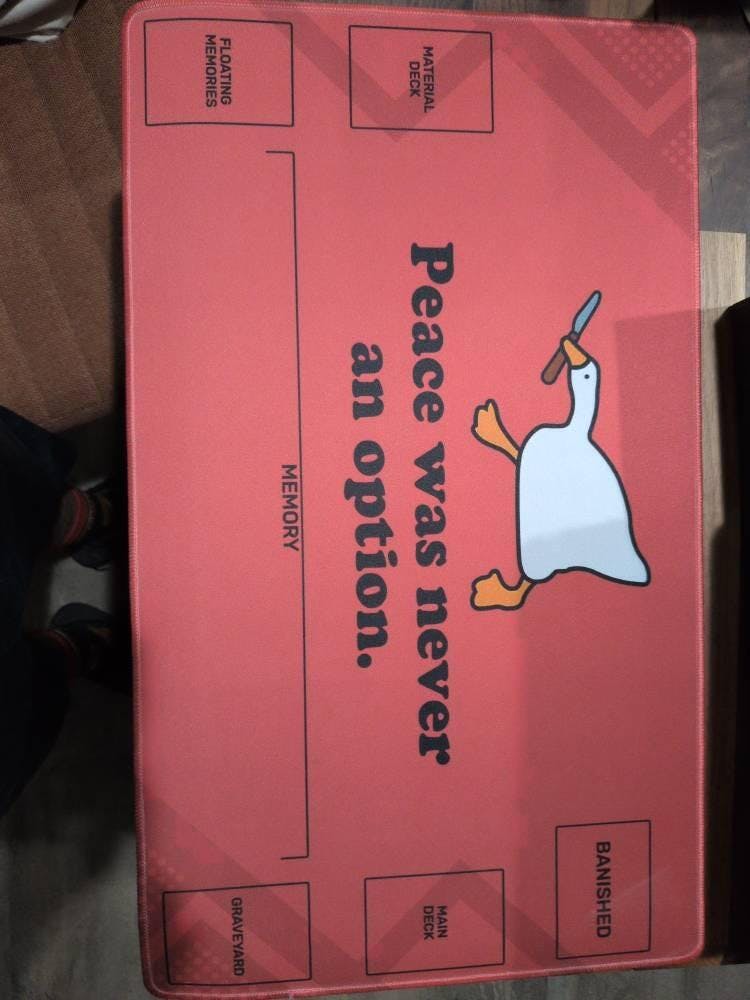 Peace was never
an option.
BANISHED
MATERIAL
DECK
MAIN
DECK
FLOATING
MEMORIES
MEMORY
GRAVEYARD